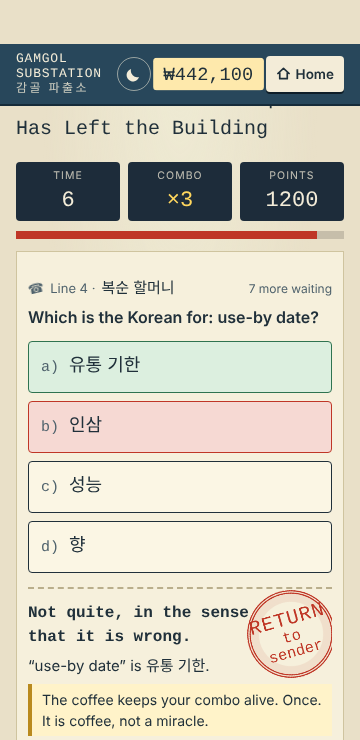 GAMGOL
SUBSTATION
감골 파출소
₩442,100
Home
Has Left the Building
TIME
6
COMBO
×3
POINTS
1200
☎ Line 4 · 복순 할머니
7 more waiting
Which is the Korean for: use-by date?
a) 유통 기한
b) 인삼
c) 성능
d) 향
Not quite, in the sense
that it is wrong.
RETURN
to
sender
“use-by date” is 유통 기한.
The coffee keeps your combo alive. Once.
It is coffee, not a miracle.